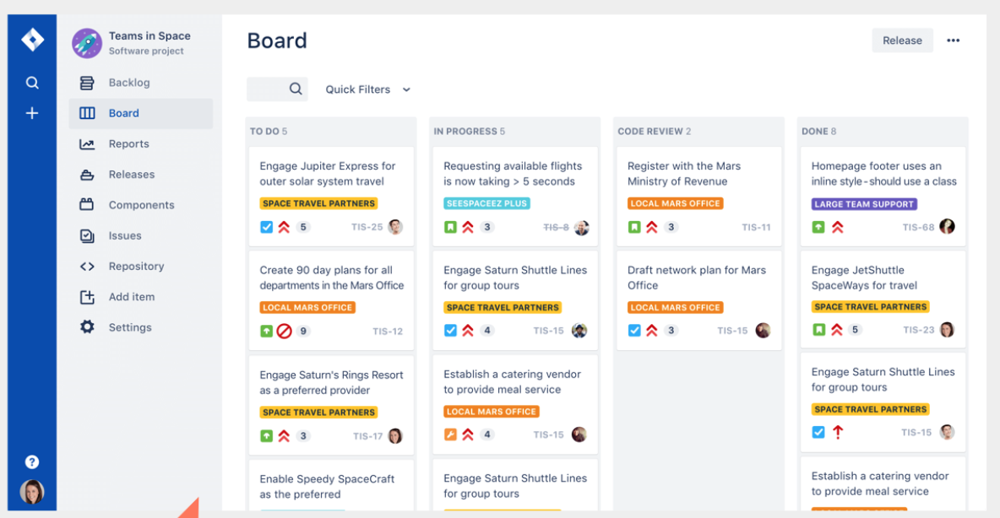 Teams in Space
Software project
Backlog
Board
Reports
Releases
Components
Issues
Repository
Add item
Settings
Board
Release
Quick Filters
TO DO 5
Engage Jupiter Express for
outer solar system travel
SPACE TRAVEL PARTNERS
5 TIS-25
Create 90 day plans for all
departments in the Mars Office
LOCAL MARS OFFICE
9 TIS-12
Engage Saturn's Rings Resort
as a preferred provider
SPACE TRAVEL PARTNERS
3 TIS-17
Enable Speedy SpaceCraft
as the preferred
IN PROGRESS 5
Requesting available flights
is now taking > 5 seconds
SEESPACEEZ PLUS
3 TIS-8
Engage Saturn Shuttle Lines
for group tours
SPACE TRAVEL PARTNERS
4 TIS-15
Establish a catering vendor
to provide meal service
LOCAL MARS OFFICE
4 TIS-15
Engage Saturn Shuttle Lines
for group tours
CODE REVIEW 2
Register with the Mars
Ministry of Revenue
LOCAL MARS OFFICE
3 TIS-11
Draft network plan for Mars
Office
LOCAL MARS OFFICE
3 TIS-15
DONE 8
Homepage footer uses an
inline style-should use a class
LARGE TEAM SUPPORT
TIS-68
Engage JetShuttle
SpaceWays for travel
SPACE TRAVEL PARTNERS
5 TIS-23
Engage Saturn Shuttle Lines
for group tours
SPACE TRAVEL PARTNERS
TIS-15
Establish a catering vendor
to provide meal service